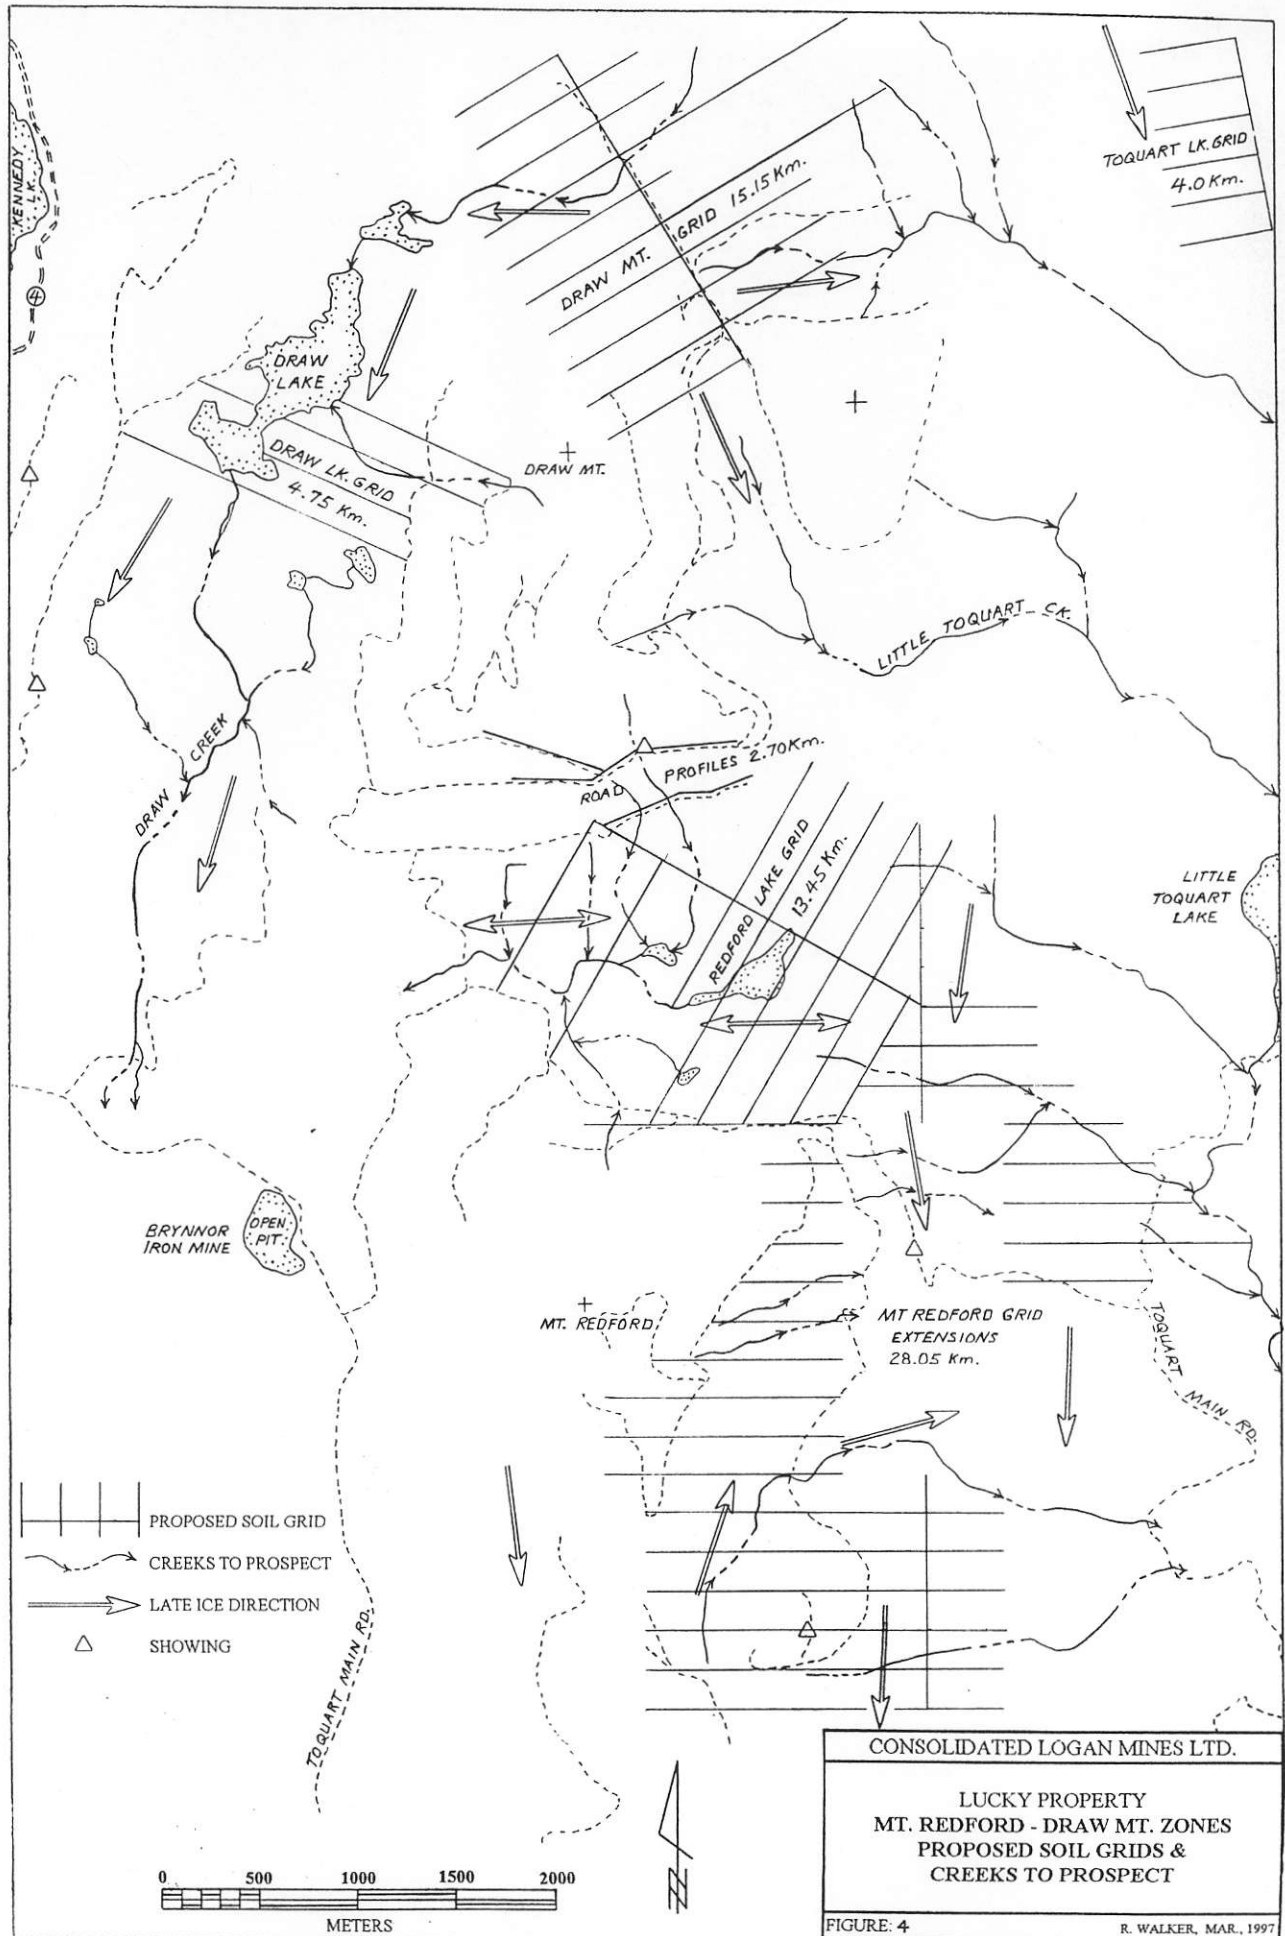 KENNEDY
LK.
4
TOQUART LK. GRID
4.0 Km.
DRAW MT. GRID 15.15 Km.
DRAW
LAKE
DRAW LK. GRID
4.75 Km.
DRAW MT.
LITTLE TOQUART CK.
DRAW CREEK
ROAD PROFILES 2.70 Km.
REDFORD LAKE GRID
13.45 Km.
LITTLE
TOQUART
LAKE
BRYNNOR
IRON MINE
OPEN
PIT
MT. REDFORD
MT REDFORD GRID
EXTENSIONS
28.05 Km.
TOQUART MAIN RD.
PROPOSED SOIL GRID
CREEKS TO PROSPECT
LATE ICE DIRECTION
SHOWING
TOQUART MAIN RD.
0 500 1000 1500 2000
METERS
N
CONSOLIDATED LOGAN MINES LTD.
LUCKY PROPERTY
MT. REDFORD - DRAW MT. ZONES
PROPOSED SOIL GRIDS &
CREEKS TO PROSPECT
FIGURE: 4
R. WALKER, MAR., 1997